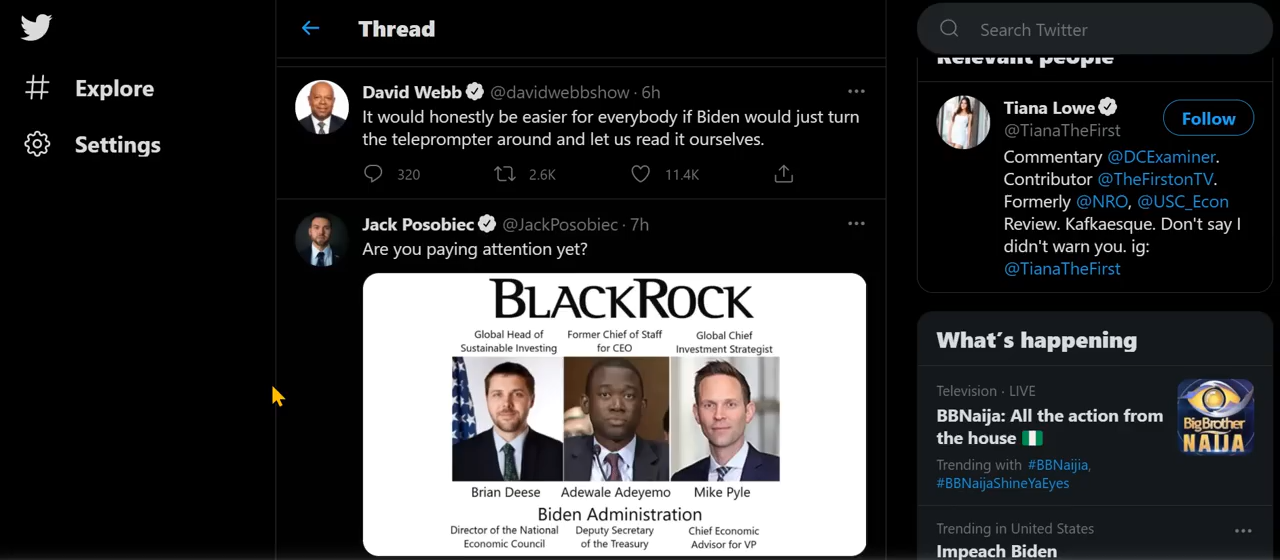 Explore
Settings
Thread
David Webb @davidwebbshow · 6h
It would honestly be easier for everybody if Biden would just turn
the teleprompter around and let us read it ourselves.
320 2.6K 11.4K
Jack Posobiec @JackPosobiec · 7h
Are you paying attention yet?
BLACKROCK
Global Head of
Sustainable Investing
Former Chief of Staff
for CEO
Global Chief
Investment Strategist
Brian Deese Adewale Adeyemo Mike Pyle
Biden Administration
Director of the National
Economic Council
Deputy Secretary
of the Treasury
Chief Economic
Advisor for VP
Search Twitter
Relevant people
Tiana Lowe
@TianaTheFirst
Follow
Commentary @DCExaminer.
Contributor @TheFirstonTV.
Formerly @NRO, @USC_Econ
Review. Kafkaesque. Don't say I
didn't warn you. ig:
@TianaTheFirst
What's happening
Television · LIVE
BBNaija: All the action from
the house
Trending with #BBNaijia,
#BBNaijaShineYaEyes
Big Brother
NAIJA
Trending in United States
Impeach Biden